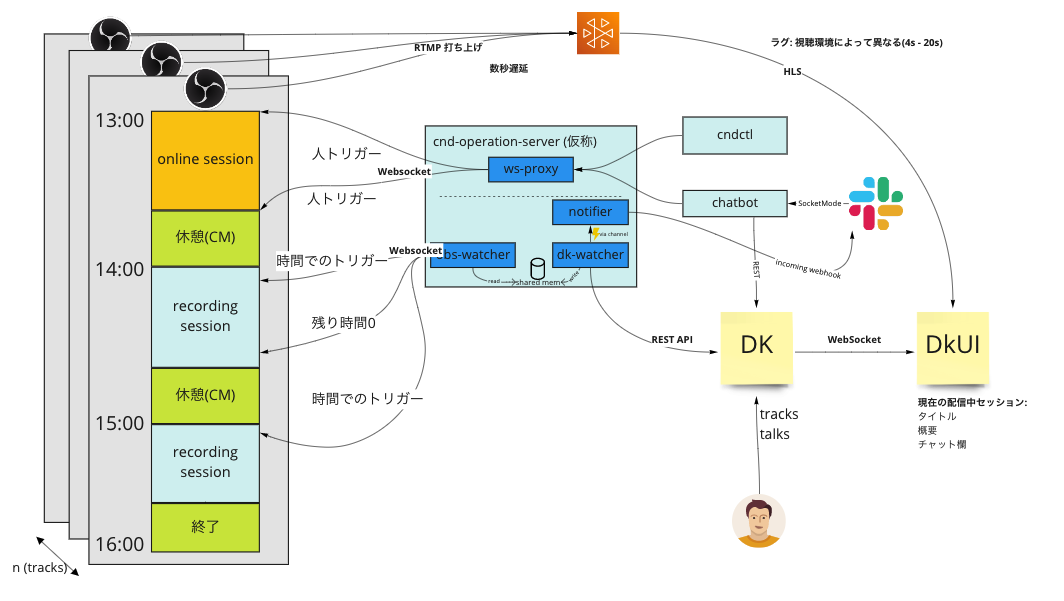 RTMP 打ち上げ
数秒遅延
ラグ: 視聴環境によって異なる(4s - 20s)
HLS
13:00
online session
休憩(CM)
14:00
recording
session
休憩(CM)
15:00
recording
session
終了
16:00
n (tracks)
人トリガー
Websocket
人トリガー
Websocket
時間でのトリガー
残り時間0
時間でのトリガー
cnd-operation-server (仮称)
ws-proxy
notifier
via channel
obs-watcher
dk-watcher
read
shared mem
write
cndctl
chatbot
SocketMode
REST
incoming webhook
REST API
DK
WebSocket
DkUI
tracks
talks
現在の配信中セッション:
タイトル
概要
チャット欄